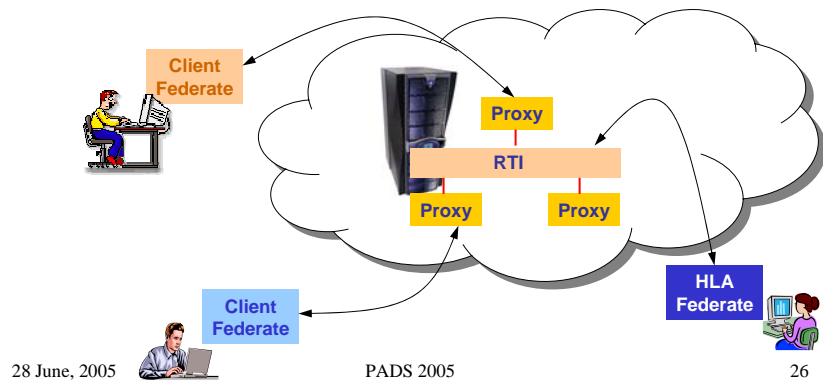 Client
Federate
Proxy
RTI
Proxy
Proxy
HLA
Federate
Client
Federate
28 June, 2005
PADS 2005
26